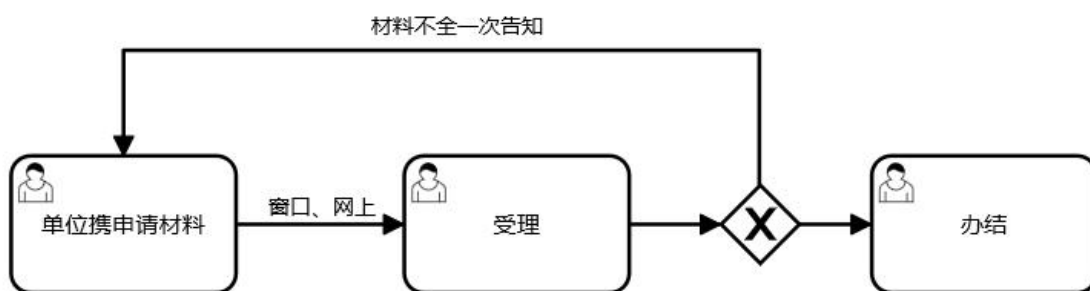 材料不全一次告知
单位携申请材料
窗口、网上
受理
X
办结